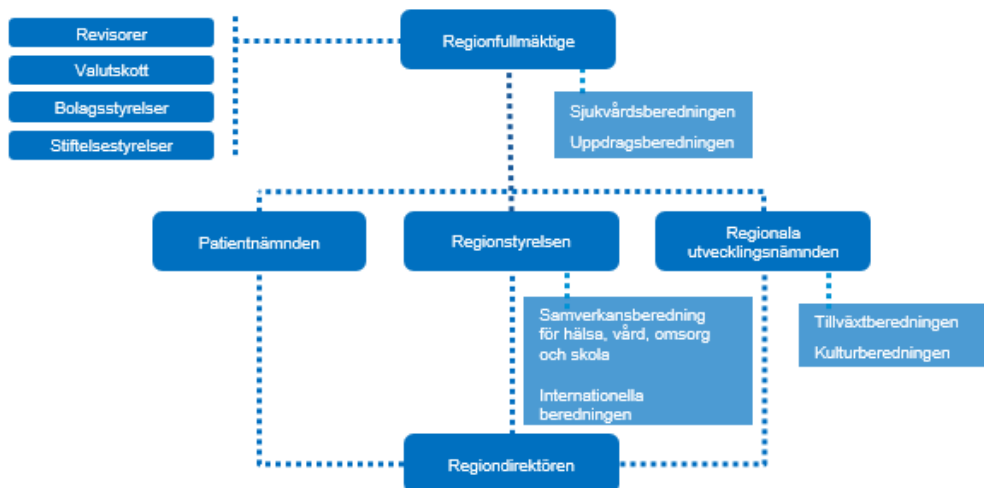 Revisorer
Valutskott
Bolagsstyrelser
Stiftelsestyrelser
Regionfullmäktige
Sjukvårdsberedningen
Uppdragsberedningen
Patientnämnden
Regionstyrelsen
Regionala
utvecklingsnämnden
Samverkansberedning
för hälsa, vård, omsorg
och skola
Internationella
beredningen
Tillväxtberedningen
Kulturberedningen
Regiondirektören